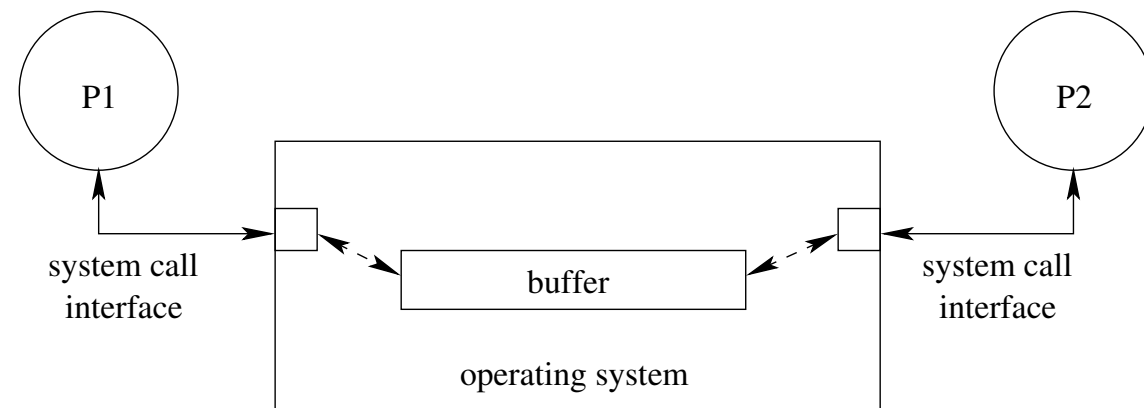 P1
P2
system call
interface
buffer
system call
interface
operating system